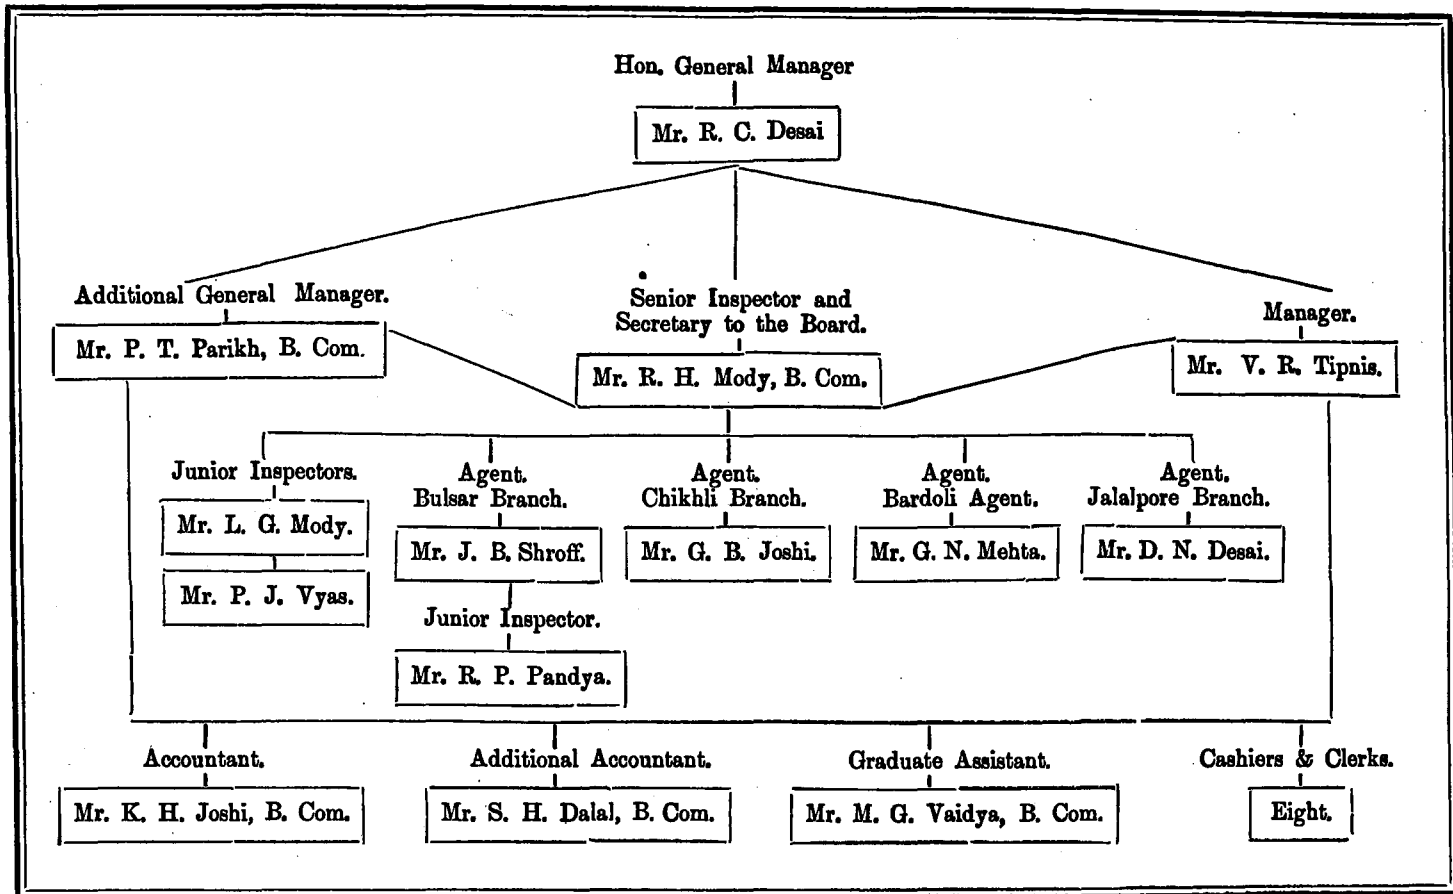 Hon. General Manager
Mr. R. C. Desai
Additional General Manager.
Mr. P. T. Parikh, B. Com.
Senior Inspector and
Secretary to the Board.
Mr. R. H. Mody, B. Com.
Manager.
Mr. V. R. Tipnis.
Junior Inspectors.
Mr. L. G. Mody.
Mr. P. J. Vyas.
Agent.
Bulsar Branch.
Mr. J. B. Shroff.
Junior Inspector.
Mr. R. P. Pandya.
Agent.
Chikhli Branch.
Mr. G. B. Joshi.
Agent.
Bardoli Agent.
Mr. G. N. Mehta.
Agent.
Jalalpore Branch.
Mr. D. N. Desai.
Accountant.
Mr. K. H. Joshi, B. Com.
Additional Accountant.
Mr. S. H. Dalal, B. Com.
Graduate Assistant.
Mr. M. G. Vaidya, B. Com.
Cashiers & Clerks.
Eight.